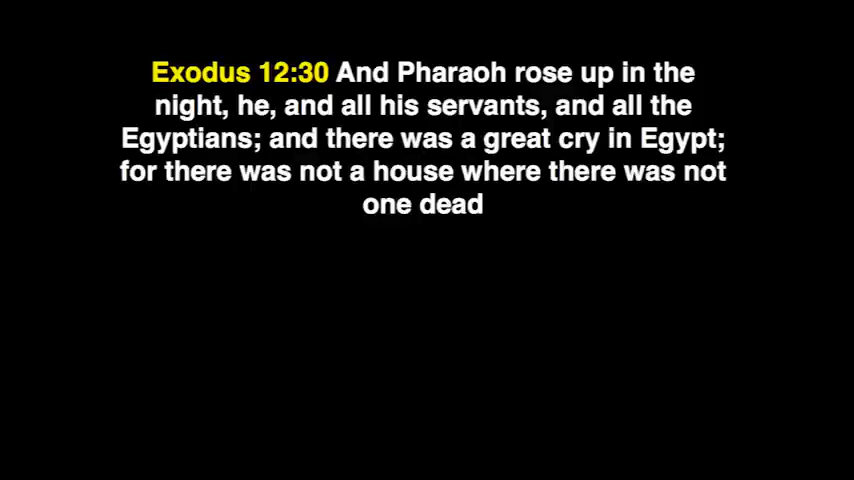 Exodus 12:30 And Pharaoh rose up in the
night, he, and all his servants, and all the
Egyptians; and there was a great cry in Egypt;
for there was not a house where there was not
one dead